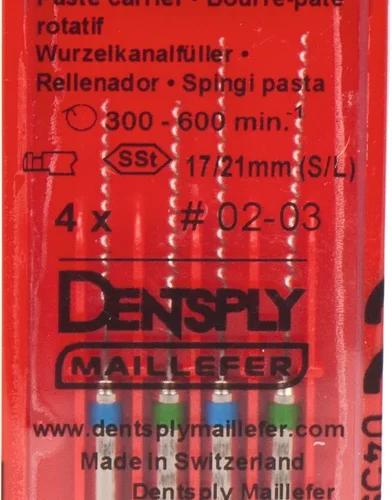 Paste carrier • Bourre-pâte
rotatif
Wurzelkanalfüller •
Rellenador • Spingi pasta
300 - 600 min.-1
SSt 17/21mm (S/L)
4 x # 02-03
DENTSPLY
MAILLEFER
www.dentsplymaillefer.com
Made in Switzerland
Dentsply Maillefer